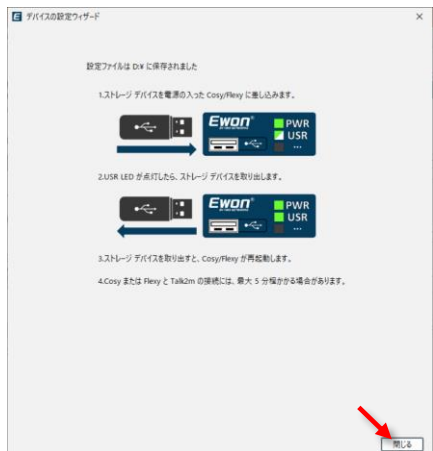 デバイスの設定ウィザード
設定ファイルは D:¥ に保存されました
1.ストレージ デバイスを電源の入った Cosy/Flexy に差し込みます。
Ewon®
PWR
USR
...
2.USR LED が点灯したら、ストレージ デバイスを取り出します。
Ewon®
PWR
USR
...
3.ストレージ デバイスを取り出すと、Cosy/Flexy が再起動します。
4.Cosy または Flexy と Talk2m の接続には、最大 5 分程かかる場合があります。
閉じる